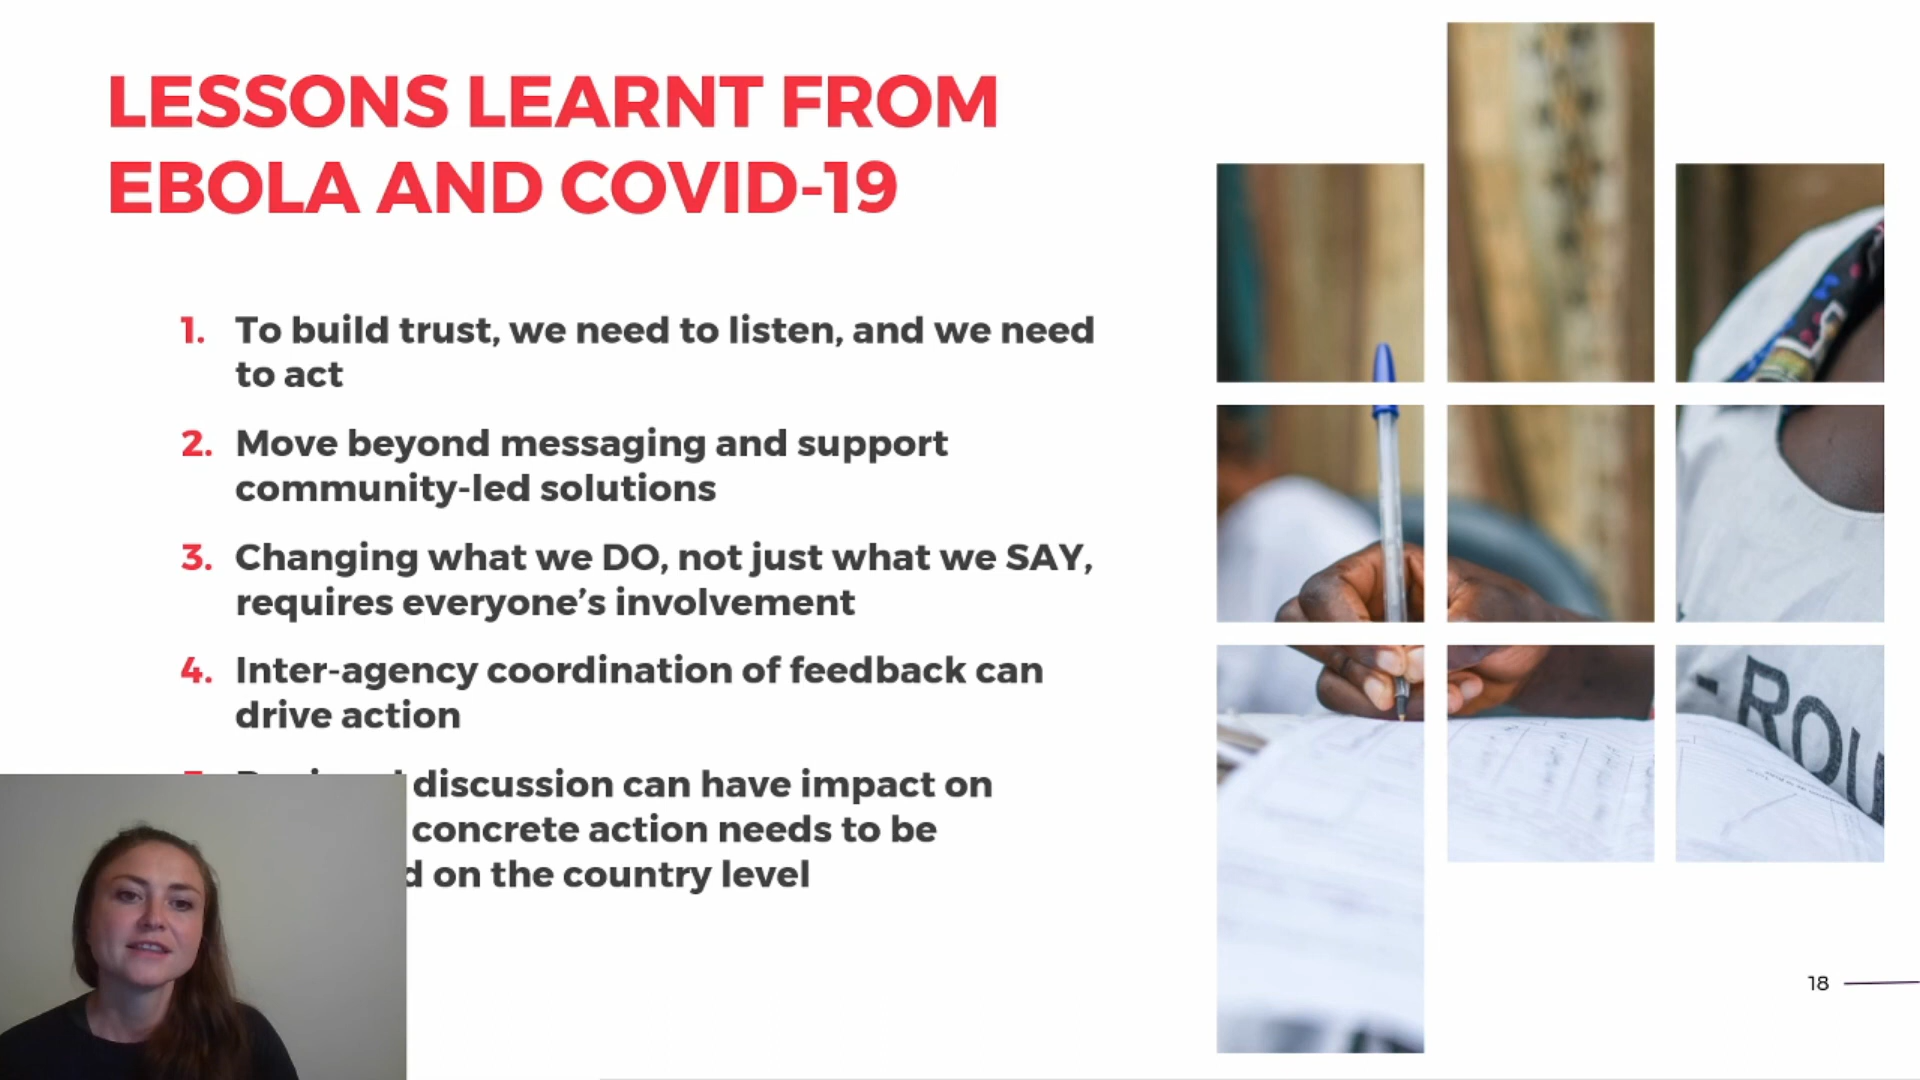 LESSONS LEARNT FROM
EBOLA AND COVID-19
1. To build trust, we need to listen, and we need
to act
2. Move beyond messaging and support
community-led solutions
3. Changing what we DO, not just what we SAY,
requires everyone’s involvement
4. Inter-agency coordination of feedback can
drive action
discussion can have impact on
concrete action needs to be
on the country level
-ROU
18